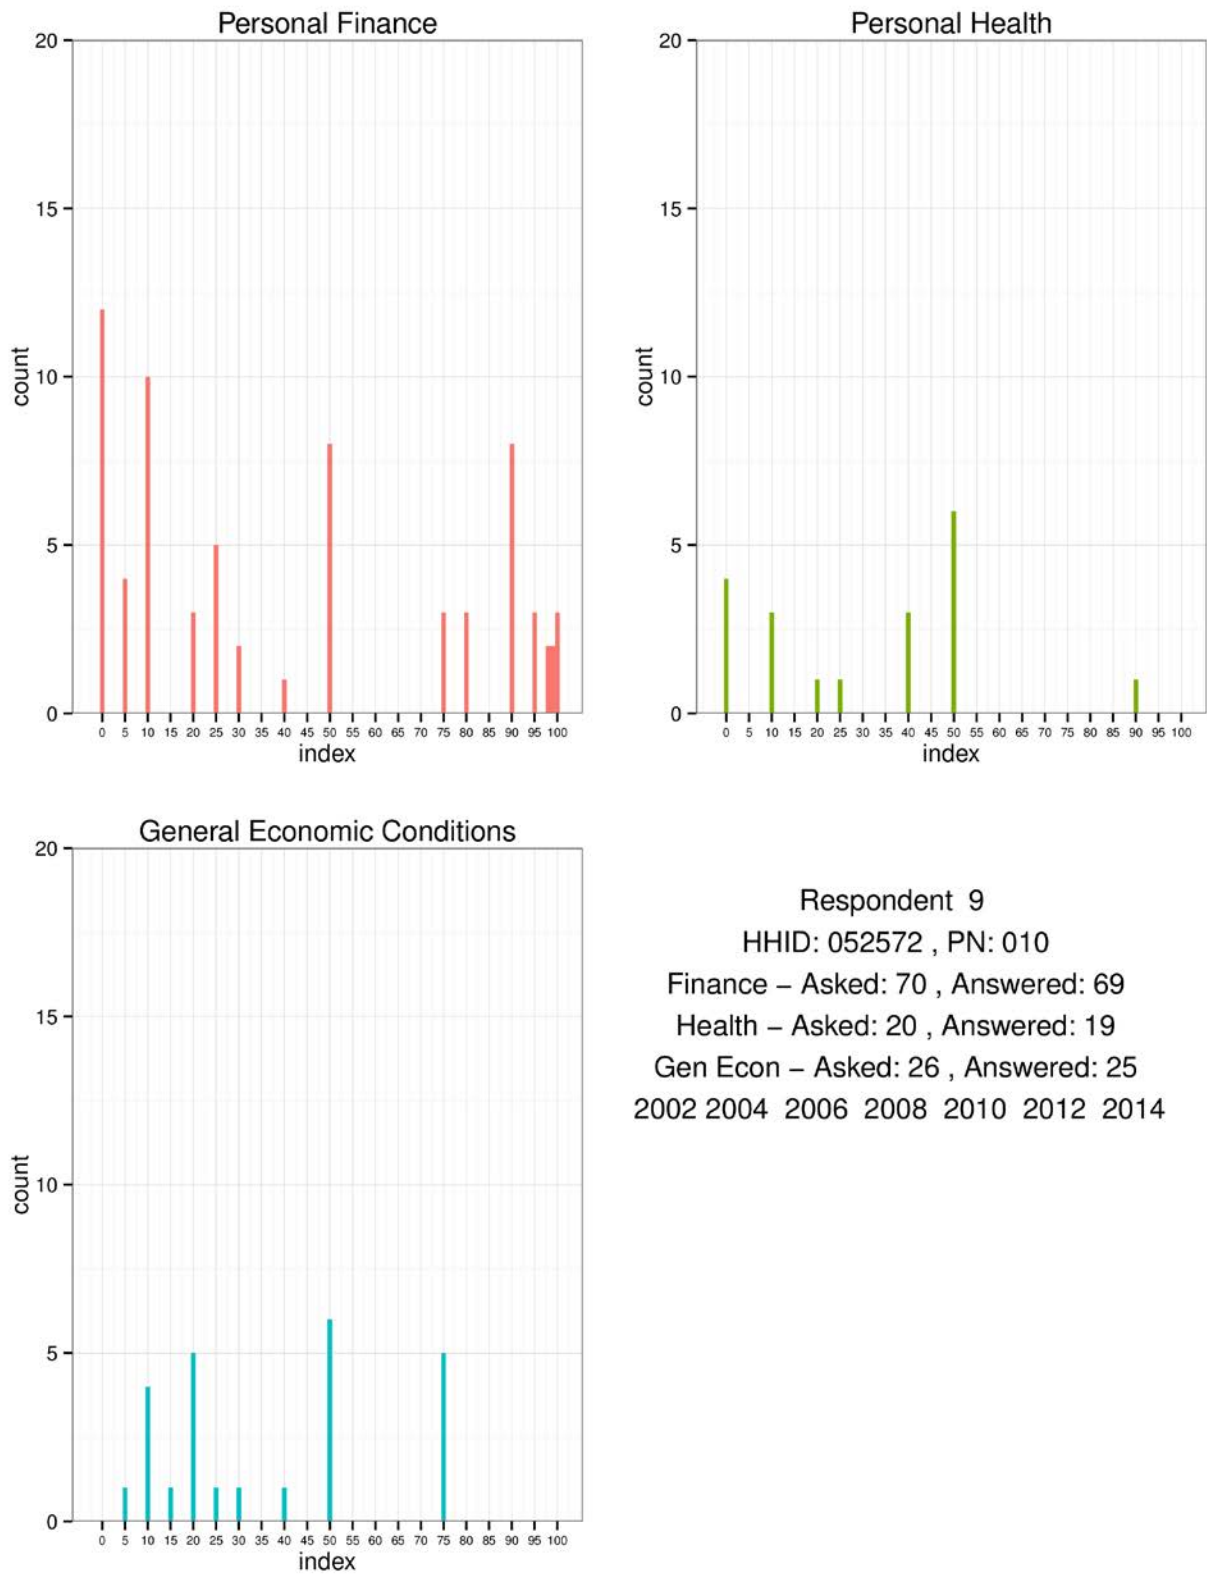 Personal Finance
20
15
10
5
0
count
0 5 10 15 20 25 30 35 40 45 50 55 60 65 70 75 80 85 90 95 100
index
Personal Health
20
15
10
5
0
count
0 5 10 15 20 25 30 35 40 45 50 55 60 65 70 75 80 85 90 95 100
index
General Economic Conditions
20
15
10
5
0
count
0 5 10 15 20 25 30 35 40 45 50 55 60 65 70 75 80 85 90 95 100
index
Respondent 9
HHID: 052572 , PN: 010
Finance – Asked: 70 , Answered: 69
Health – Asked: 20 , Answered: 19
Gen Econ – Asked: 26 , Answered: 25
2002 2004 2006 2008 2010 2012 2014